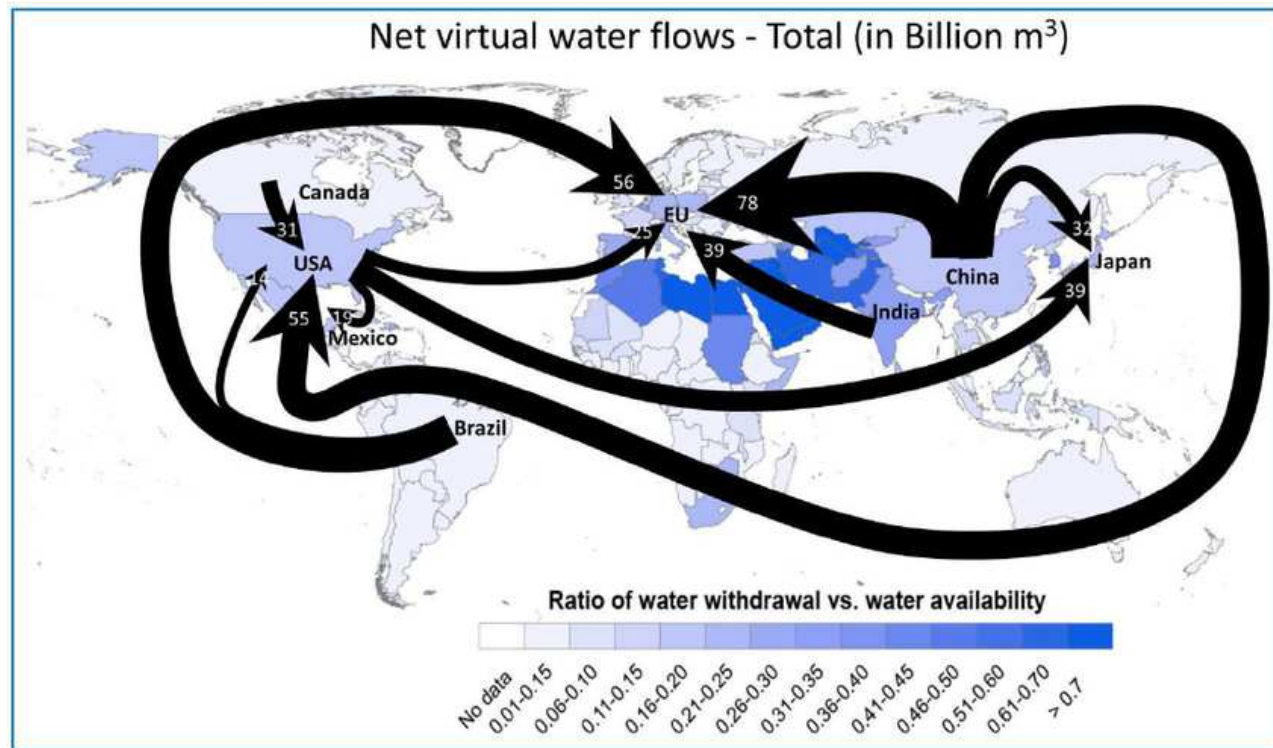 Net virtual water flows - Total (in Billion m³)
Canada
31
USA
55
19
Mexico
Brazil
56
EU
25
39
78
China
India
32
Japan
39
Ratio of water withdrawal vs. water availability
No data
0.01-0.15
0.06-0.10
0.11-0.15
0.16-0.20
0.21-0.25
0.26-0.30
0.31-0.35
0.36-0.40
0.41-0.45
0.46-0.50
0.51-0.60
0.61-0.70
> 0.7